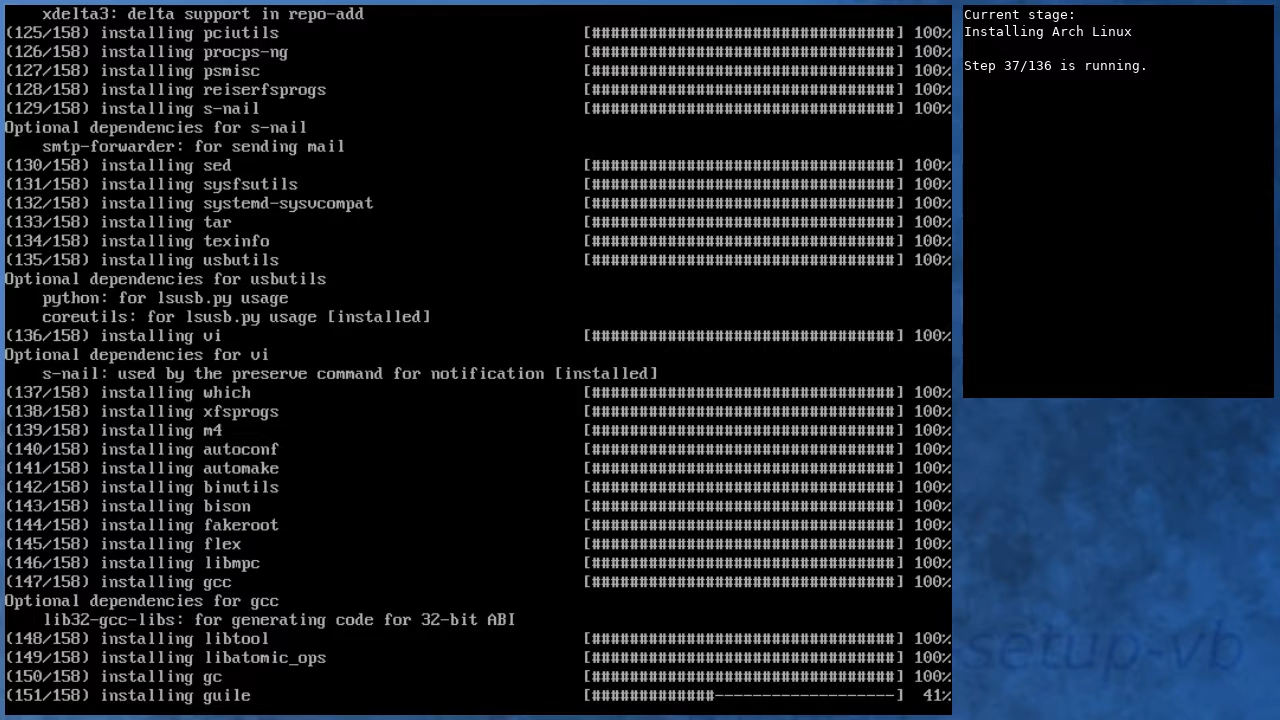 xdelta3: delta support in repo-add
(125/158) installing pciutils [################################] 100%
(126/158) installing procps-ng [################################] 100%
(127/158) installing psmisc [################################] 100%
(128/158) installing reiserfsprogs [################################] 100%
(129/158) installing s-nail [################################] 100%
Optional dependencies for s-nail
    smtp-forwarder: for sending mail
(130/158) installing sed [################################] 100%
(131/158) installing sysfsutils [################################] 100%
(132/158) installing systemd-sysvcompat [################################] 100%
(133/158) installing tar [################################] 100%
(134/158) installing texinfo [################################] 100%
(135/158) installing usbutils [################################] 100%
Optional dependencies for usbutils
    python: for lsusb.py usage
    coreutils: for lsusb.py usage [installed]
(136/158) installing vi [################################] 100%
Optional dependencies for vi
    s-nail: used by the preserve command for notification [installed]
(137/158) installing which [################################] 100%
(138/158) installing xfsprogs [################################] 100%
(139/158) installing m4 [################################] 100%
(140/158) installing autoconf [################################] 100%
(141/158) installing automake [################################] 100%
(142/158) installing binutils [################################] 100%
(143/158) installing bison [################################] 100%
(144/158) installing fakeroot [################################] 100%
(145/158) installing flex [################################] 100%
(146/158) installing libmpc [################################] 100%
(147/158) installing gcc [################################] 100%
Optional dependencies for gcc
    lib32-gcc-libs: for generating code for 32-bit ABI
(148/158) installing libtool [################################] 100%
(149/158) installing libatomic_ops [################################] 100%
(150/158) installing gc [################################] 100%
(151/158) installing guile [#############-------------------] 41%
Current stage:
Installing Arch Linux
Step 37/136 is running.
setup-vb